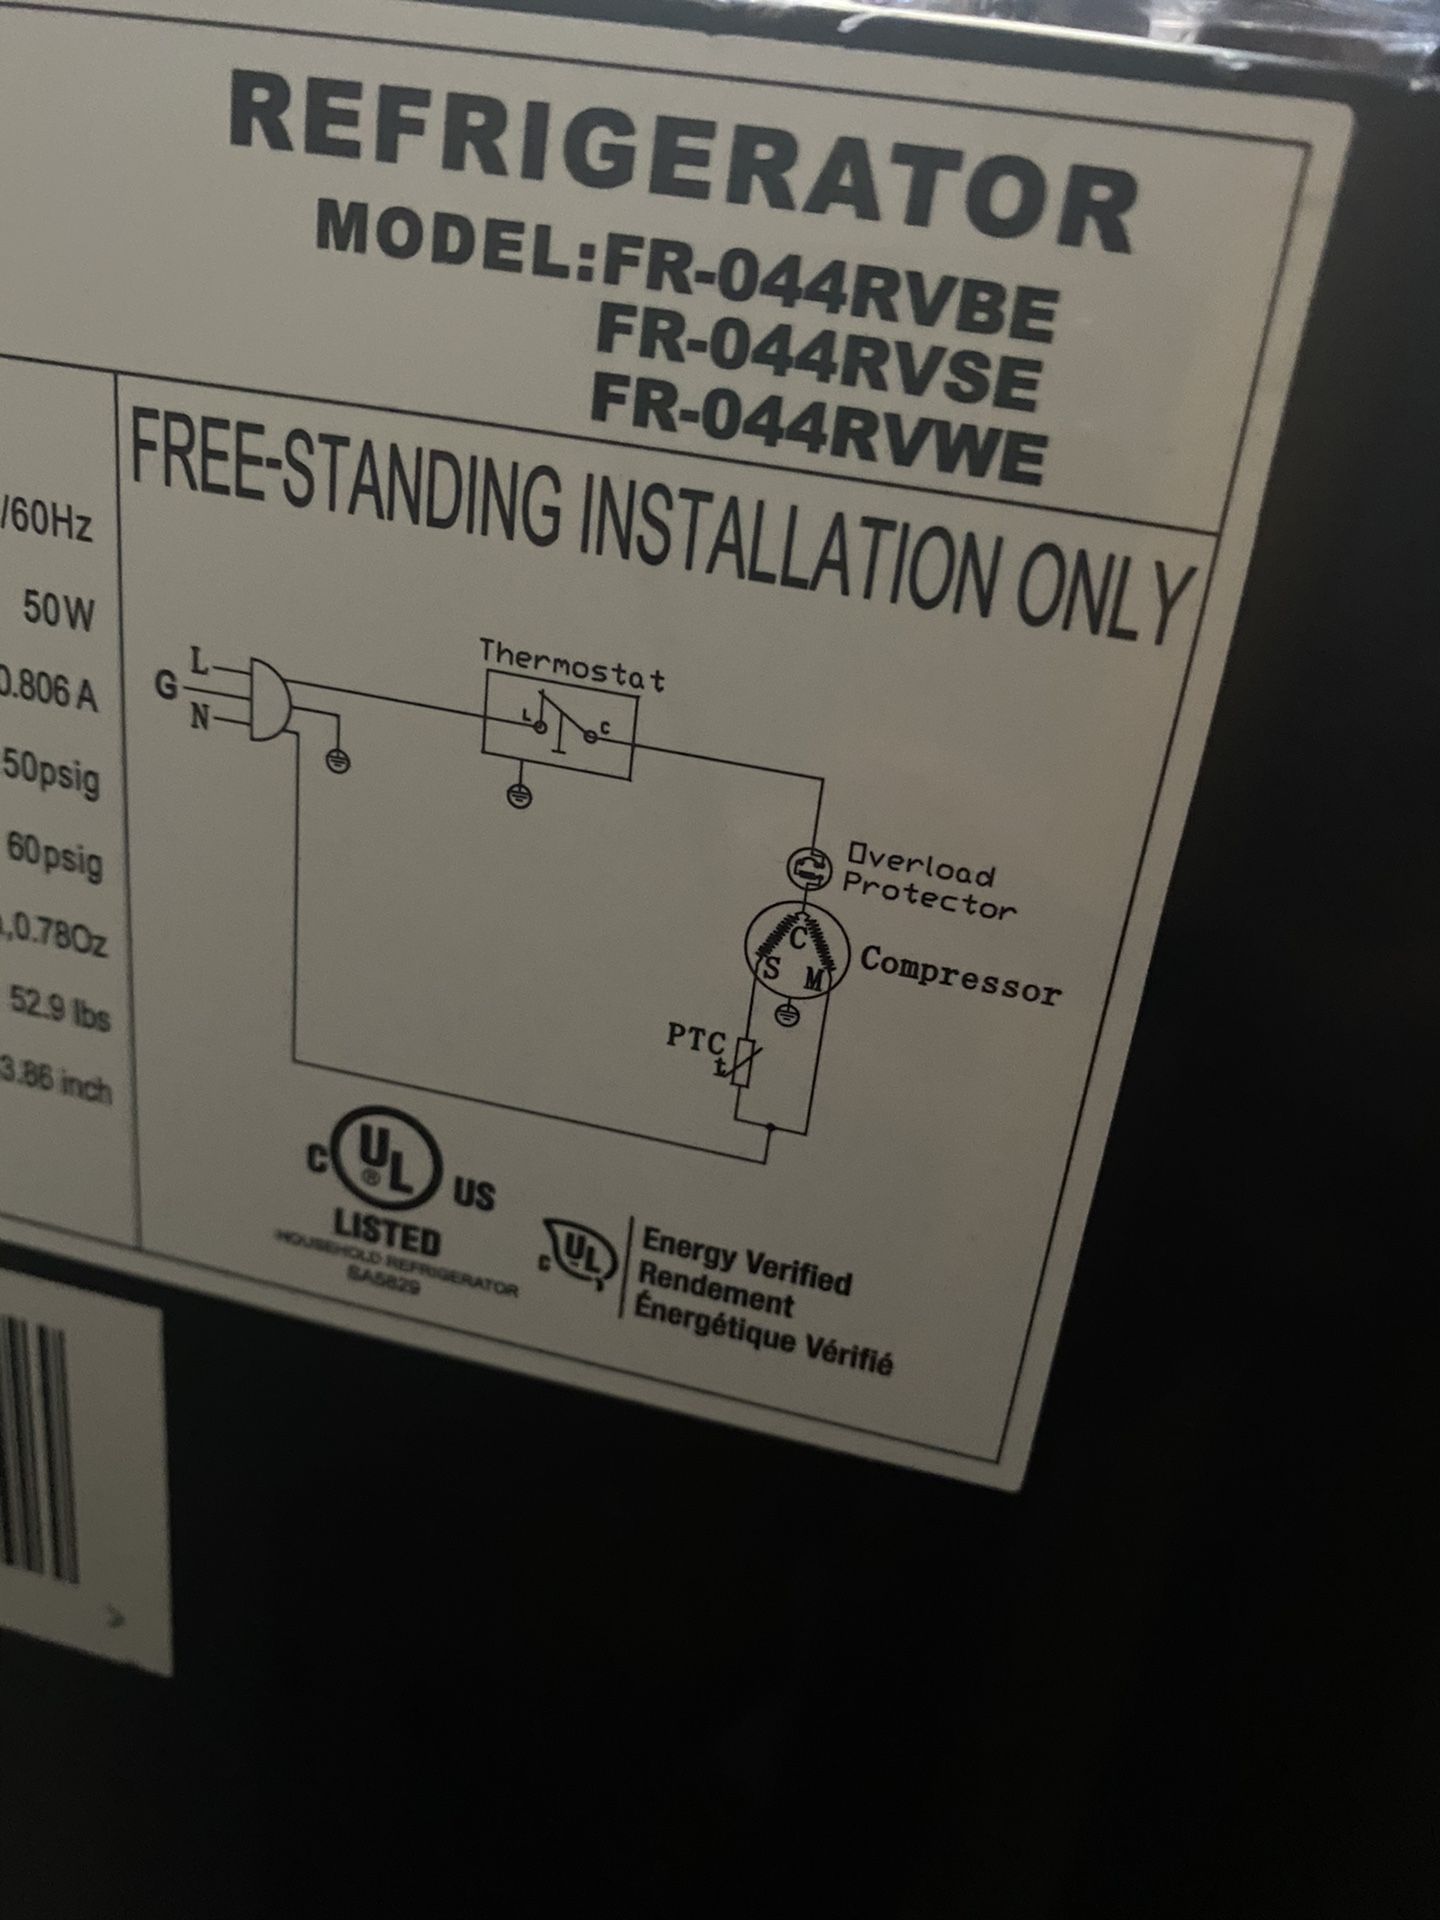 REFRIGERATOR
MODEL:FR-044RVBE
FR-044RVSE
FR-044RVWE
/60Hz
50W
0.806 A
50psig
60psig
,0.78Oz
52.9 lbs
3.86 inch
FREE-STANDING INSTALLATION ONLY
L
G
N
Thermostat
L
C
Overload
Protector
C
S
M
Compressor
PTC
t
C UL ® US
LISTED
HOUSEHOLD REFRIGERATOR
SA5829
C UL
Energy Verified
Rendement
Énergétique Vérifié